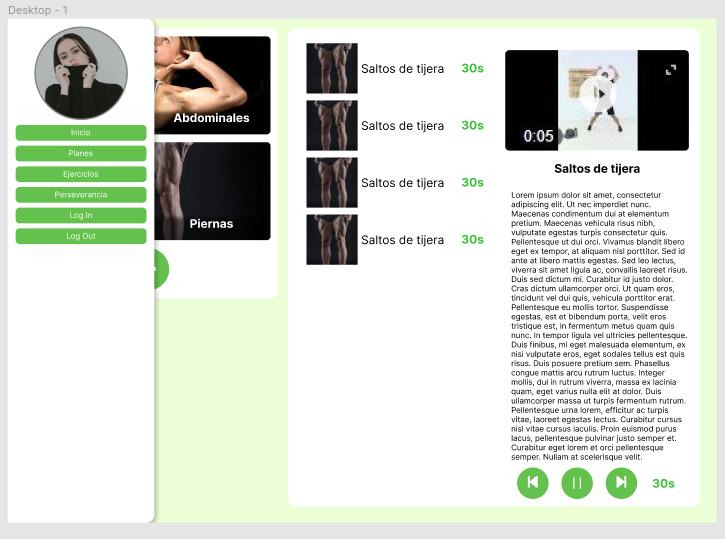 Desktop - 1
Inicio
Planes
Ejercicios
Perseverancia
Log In
Log Out
Abdominales
Piernas
Saltos de tijera 30s
Saltos de tijera 30s
Saltos de tijera 30s
Saltos de tijera 30s
0:05
Saltos de tijera
Lorem ipsum dolor sit amet, consectetur
adipiscing elit. Ut nec imperdiet nunc.
Maecenas condimentum dui at elementum
pretium. Maecenas vehicula risus nibh,
vulputate egestas turpis consectetur quis.
Pellentesque ut dui orci. Vivamus blandit libero
eget ex tempor, at aliquam nisl porttitor. Sed id
ante at libero mattis egestas. Sed leo lectus,
viverra sit amet ligula ac, convallis laoreet risus.
Duis sed dictum mi. Curabitur id justo dolor.
Cras dictum ullamcorper orci. Ut quam eros,
tincidunt vel dui quis, vehicula porttitor erat.
Pellentesque eu mollis tortor. Suspendisse
egestas, est et bibendum porta, velit eros
tristique est, in fermentum metus quam quis
nunc. In tempor ligula vel ultricies pellentesque.
Duis finibus, mi eget malesuada elementum, ex
nisi vulputate eros, eget sodales tellus est quis
risus. Duis posuere pretium sem. Phasellus
congue mattis arcu rutrum luctus. Integer
mollis, dui in rutrum viverra, massa ex lacinia
quam, eget varius nulla elit at dolor. Duis
ullamcorper massa ut turpis fermentum rutrum.
Pellentesque urna lorem, efficitur ac turpis
vitae, laoreet egestas lectus. Curabitur cursus
nisl vitae cursus iaculis. Proin euismod purus
lacus, pellentesque pulvinar justo semper et.
Curabitur eget lorem et orci pellentesque
semper. Nullam at scelerisque velit.
30s